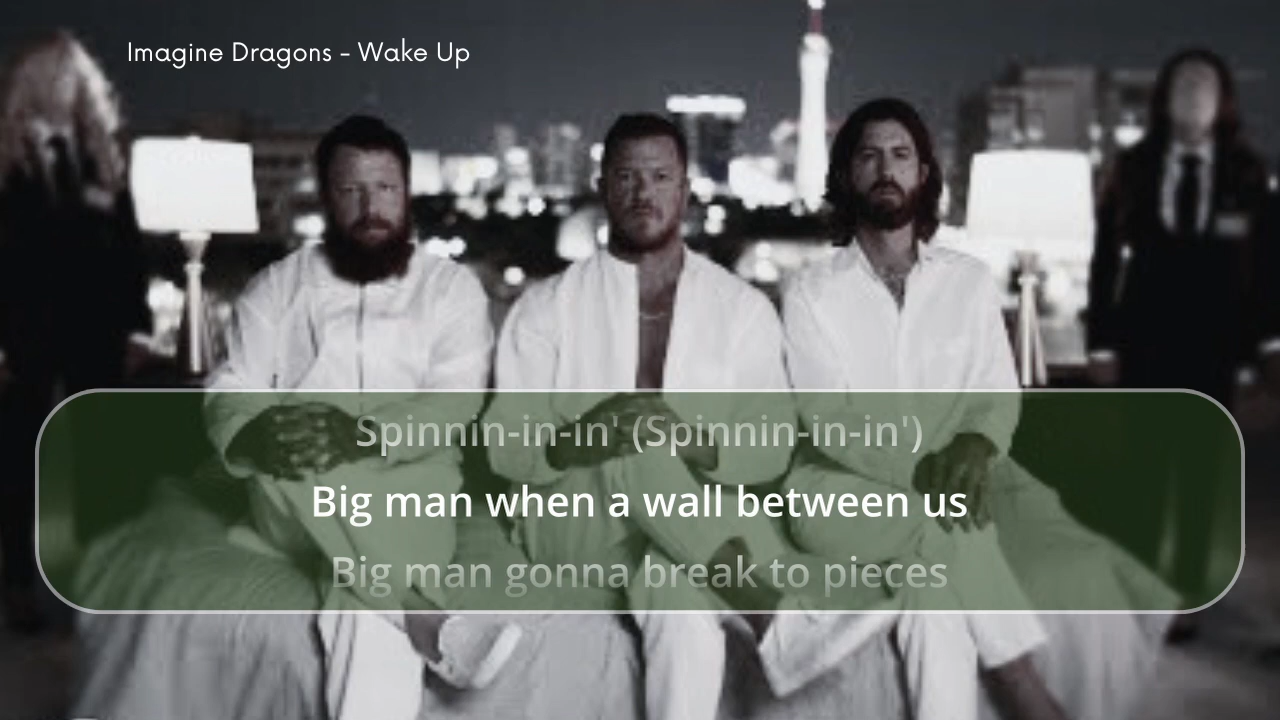 Imagine Dragons - Wake Up
Spinnin-in-in' (Spinnin-in-in')
Big man when a wall between us
Big man gonna break to pieces